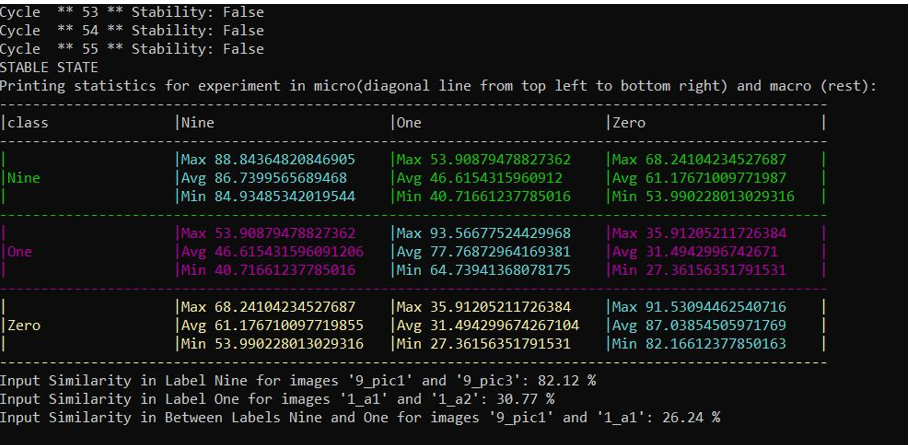 Cycle  ** 53 ** Stability: False
Cycle  ** 54 ** Stability: False
Cycle  ** 55 ** Stability: False
STABLE STATE
Printing statistics for experiment in micro(diagonal line from top left to bottom right) and macro (rest):
----------------------------------------------------------------------------------------------------
|class               |Nine                     |One                      |Zero                     |
----------------------------------------------------------------------------------------------------
|                    |Max 88.84364820846905    |Max 53.90879478827362    |Max 68.24104234527687    |
|Nine                |Avg 86.7399565689468     |Avg 46.6154315960912     |Avg 61.17671009771987    |
|                    |Min 84.93485342019544    |Min 40.71661237785016    |Min 53.990228013029316   |
----------------------------------------------------------------------------------------------------
|                    |Max 53.90879478827362    |Max 93.56677524429968    |Max 35.91205211726384    |
|One                 |Avg 46.615431596091206   |Avg 77.76872964169381    |Avg 31.4942996742671     |
|                    |Min 40.71661237785016    |Min 64.73941368078175    |Min 27.36156351791531    |
----------------------------------------------------------------------------------------------------
|                    |Max 68.24104234527687    |Max 35.91205211726384    |Max 91.53094462540716    |
|Zero                |Avg 61.176710097719855   |Avg 31.494299674267104   |Avg 87.03854505971769    |
|                    |Min 53.990228013029316   |Min 27.36156351791531    |Min 82.16612377850163    |
----------------------------------------------------------------------------------------------------
Input Similarity in Label Nine for images '9_pic1' and '9_pic3': 82.12 %
Input Similarity in Label One for images '1_a1' and '1_a2': 30.77 %
Input Similarity in Between Labels Nine and One for images '9_pic1' and '1_a1': 26.24 %